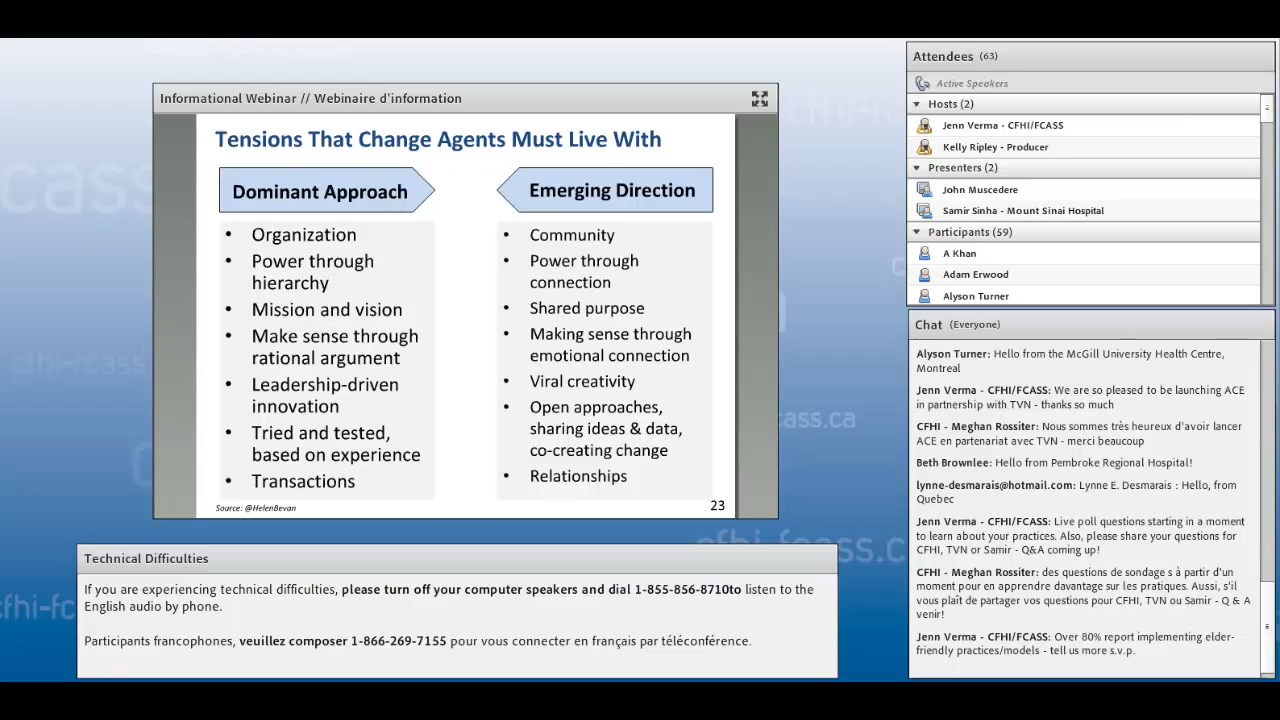 Informational Webinar // Webinaire d'information
Tensions That Change Agents Must Live With
Dominant Approach
• Organization
• Power through
hierarchy
• Mission and vision
• Make sense through
rational argument
• Leadership-driven
innovation
• Tried and tested,
based on experience
• Transactions
Emerging Direction
• Community
• Power through
connection
• Shared purpose
• Making sense through
emotional connection
• Viral creativity
• Open approaches,
sharing ideas & data,
co-creating change
• Relationships
Source: @HelenBevan
23
Technical Difficulties
If you are experiencing technical difficulties, please turn off your computer speakers and dial 1-855-856-8710to listen to the
English audio by phone.
Participants francophones, veuillez composer 1-866-269-7155 pour vous connecter en français par téléconférence.
Attendees (63)
Active Speakers
Hosts (2)
Jenn Verma - CFHI/FCASS
Kelly Ripley - Producer
Presenters (2)
John Muscedere
Samir Sinha - Mount Sinai Hospital
Participants (59)
A Khan
Adam Erwood
Alyson Turner
Chat (Everyone)
Alyson Turner: Hello from the McGill University Health Centre,
Montreal
Jenn Verma - CFHI/FCASS: We are so pleased to be launching ACE
in partnership with TVN - thanks so much
CFHI - Meghan Rossiter: Nous sommes très heureux d'avoir lancer
ACE en partenariat avec TVN - merci beaucoup
Beth Brownlee: Hello from Pembroke Regional Hospital!
lynne-desmarais@hotmail.com: Lynne E. Desmarais : Hello, from
Quebec
Jenn Verma - CFHI/FCASS: Live poll questions starting in a moment
to learn about your practices. Also, please share your questions for
CFHI, TVN or Samir - Q&A coming up!
CFHI - Meghan Rossiter: des questions de sondage s à partir d'un
moment pour en apprendre davantage sur les pratiques. Aussi, s'il
vous plaît de partager vos questions pour CFHI, TVN ou Samir - Q & A
venir!
Jenn Verma - CFHI/FCASS: Over 80% report implementing elder-
friendly practices/models - tell us more s.v.p.